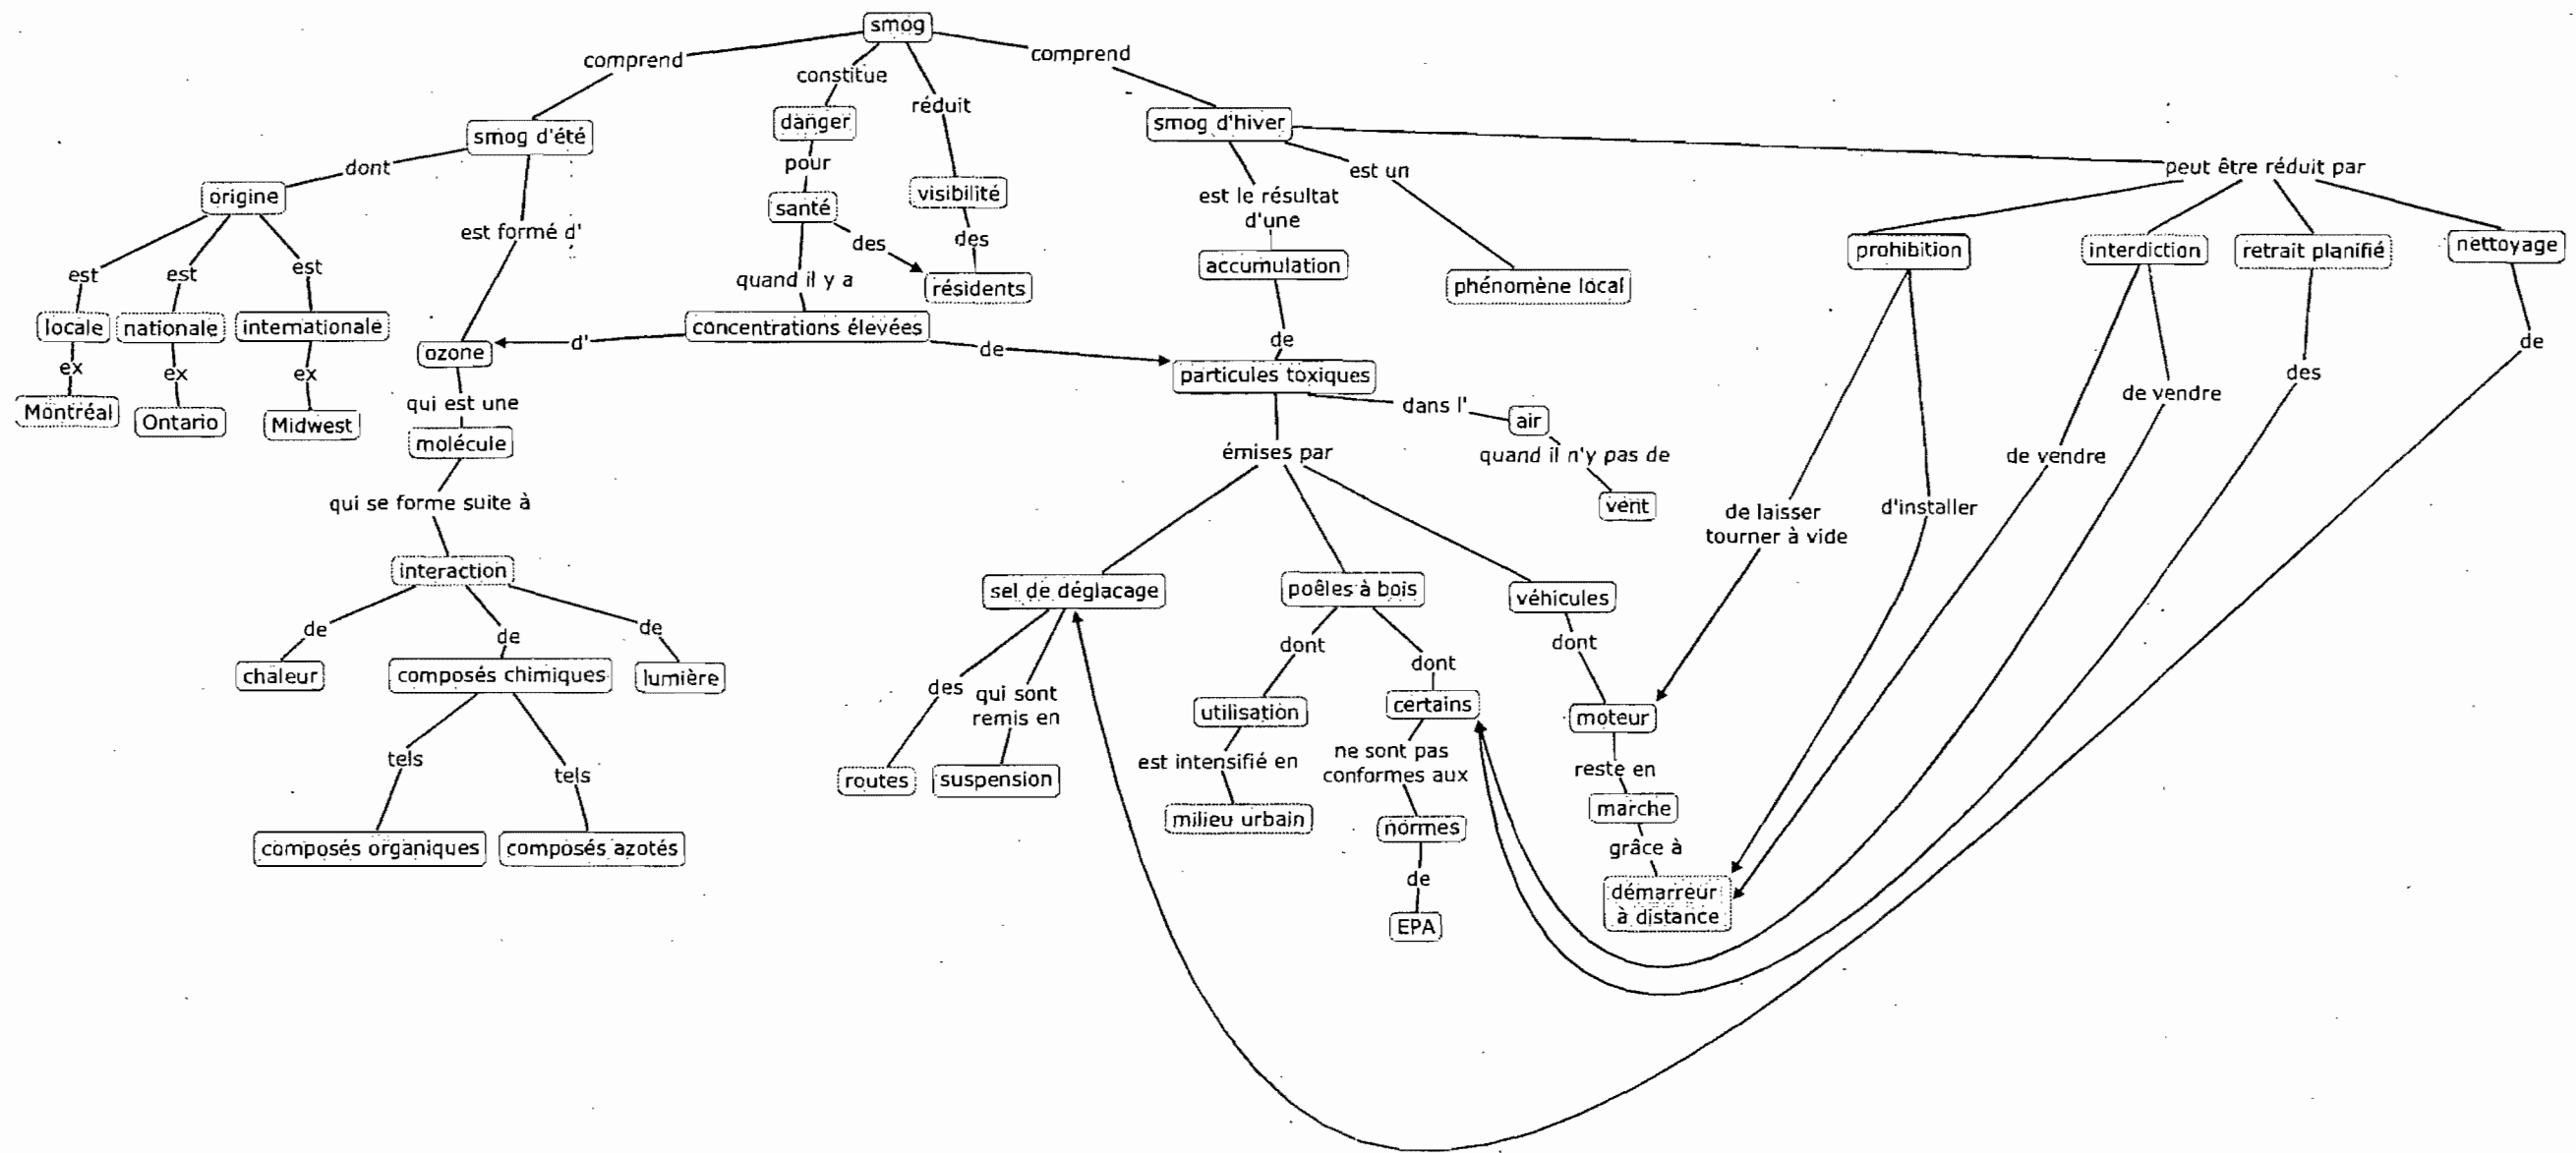 smog
comprend
constitue
réduit
comprend
smog d'été
danger
smog d'hiver
dont
pour
est un
peut être réduit par
origine
santé
visibilité
est le résultat
d'une
est formé d'
des
des
prohibition
interdiction
retrait planifié
nettoyage
est
est
est
quand il y a
résidents
accumulation
phénomène local
locale
nationale
internationale
ozone
d'
concentrations élevées
de
de
particules toxiques
de
des
ex
ex
ex
Montréal
Ontario
Midwest
qui est une
molécule
dans l'
air
de vendre
émises par
quand il n'y pas de
de vendre
qui se forme suite à
vent
de laisser
tourner à vide
d'installer
interaction
sel de déglacage
poêles à bois
véhicules
de
de
de
dont
dont
dont
chaleur
composés chimiques
lumière
des
qui sont
remis en
utilisation
certains
moteur
tels
tels
routes
suspension
est intensifié en
ne sont pas
conformes aux
reste en
marche
milieu urbain
normes
grâce à
composés organiques
composés azotés
de
démarreur
à distance
EPA